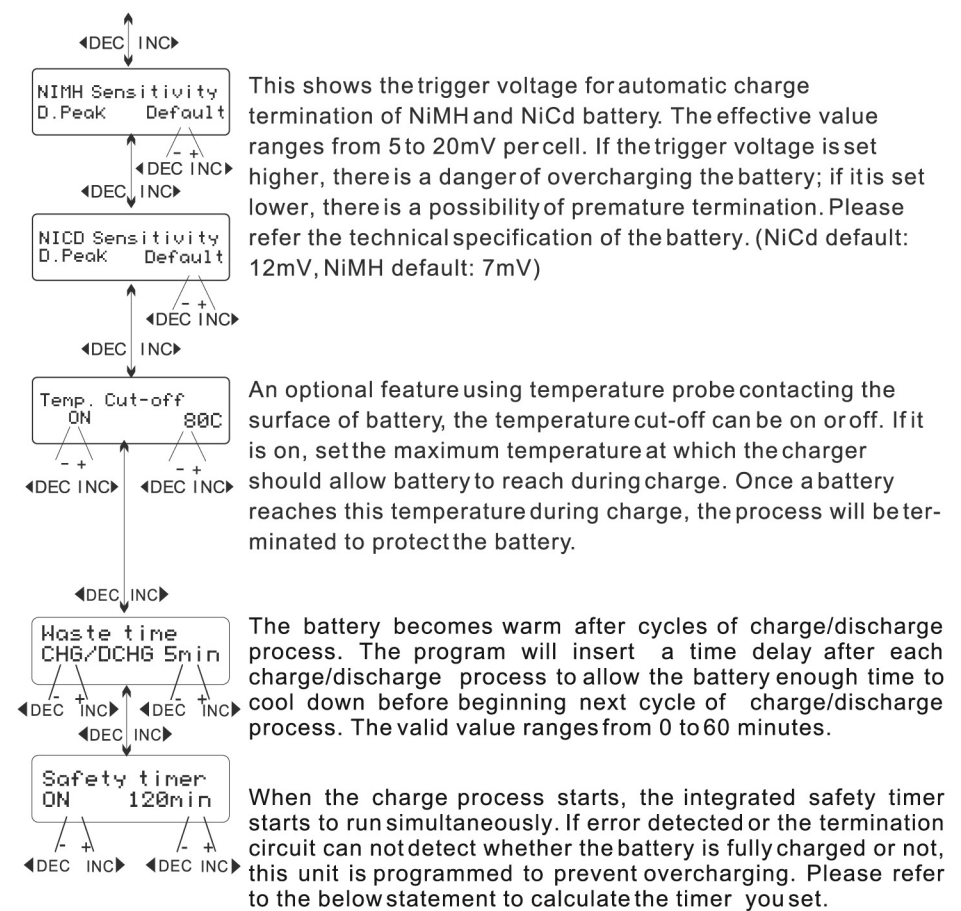 ◀DEC INC▶
NIMH Sensitivity
D.Peak Default
- +
◀DEC INC▶
◀DEC INC▶
NICD Sensitivity
D.Peak Default
- +
◀DEC INC▶
This shows the trigger voltage for automatic charge
termination of NiMH and NiCd battery. The effective value
ranges from 5 to 20mV per cell. If the trigger voltage is set
higher, there is a danger of overcharging the battery; if it is set
lower, there is a possibility of premature termination. Please
refer the technical specification of the battery. (NiCd default:
12mV, NiMH default: 7mV)
◀DEC INC▶
Temp. Cut-off
ON 80C
- + - +
◀DEC INC▶ ◀DEC INC▶
An optional feature using temperature probe contacting the
surface of battery, the temperature cut-off can be on or off. If it
is on, set the maximum temperature at which the charger
should allow battery to reach during charge. Once a battery
reaches this temperature during charge, the process will be ter-
minated to protect the battery.
◀DEC INC▶
Waste time
CHG/DCHG 5min
- + - +
◀DEC INC▶ ◀DEC INC▶
The battery becomes warm after cycles of charge/discharge
process. The program will insert a time delay after each
charge/discharge process to allow the battery enough time to
cool down before beginning next cycle of charge/discharge
process. The valid value ranges from 0 to 60 minutes.
◀DEC INC▶
Safety timer
ON 120min
- + - +
◀DEC INC▶ ◀DEC INC▶
When the charge process starts, the integrated safety timer
starts to run simultaneously. If error detected or the termination
circuit can not detect whether the battery is fully charged or not,
this unit is programmed to prevent overcharging. Please refer
to the below statement to calculate the timer you set.